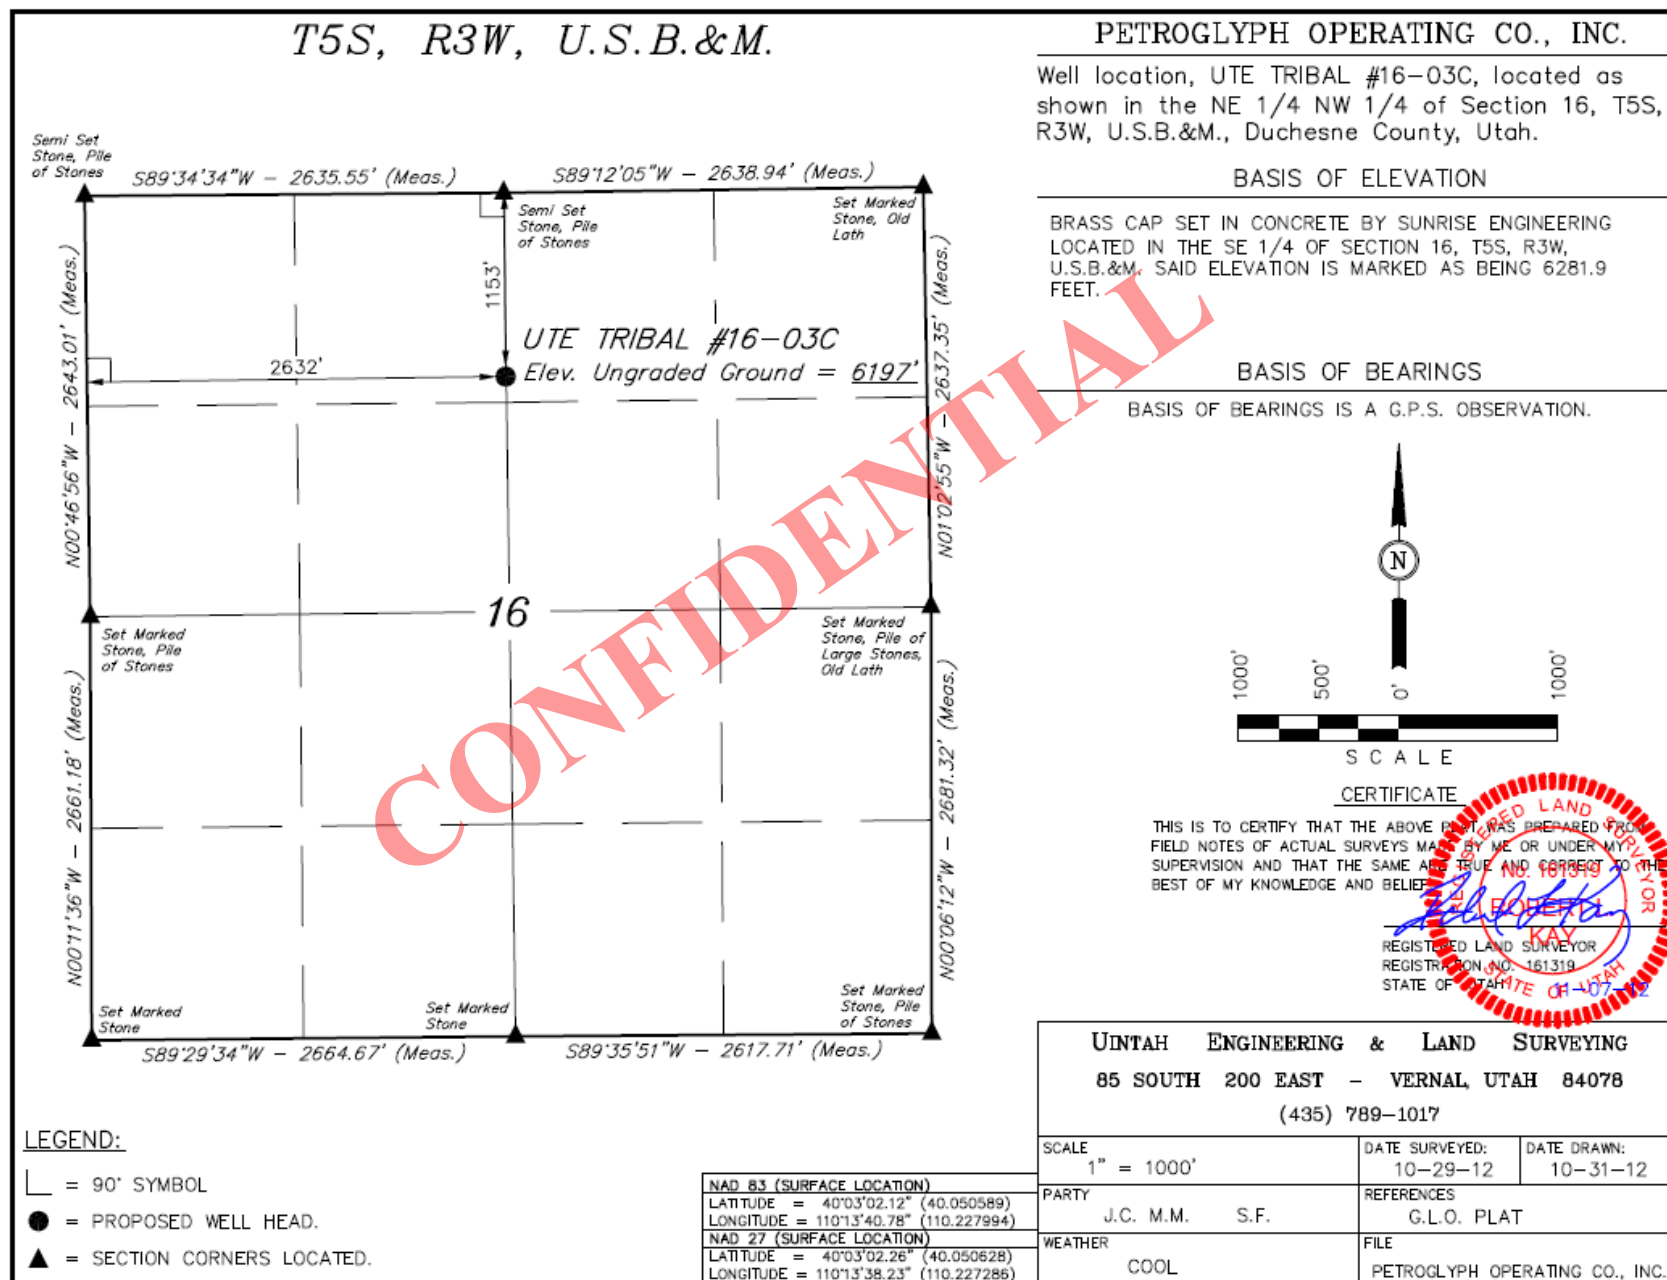 T5S, R3W, U.S.B.&M.
Semi Set
Stone, Pile
of Stones
S89°34'34"W - 2635.55' (Meas.)
S89°12'05"W - 2638.94' (Meas.)
Semi Set
Stone, Pile
of Stones
Set Marked
Stone, Old
Lath
1153'
N00°46'56"W - 2643.01' (Meas.)
N01°02'55"W - 2637.35' (Meas.)
UTE TRIBAL #16-03C
Elev. Ungraded Ground = 6197'
2632'
16
Set Marked
Stone, Pile
of Stones
Set Marked
Stone, Pile of
Large Stones,
Old Lath
N00°11'36"W - 2661.18' (Meas.)
N00°06'12"W - 2681.32' (Meas.)
Set Marked
Stone
Set Marked
Stone
Set Marked
Stone, Pile
of Stones
S89°29'34"W - 2664.67' (Meas.)
S89°35'51"W - 2617.71' (Meas.)
CONFIDENTIAL
LEGEND:
= 90° SYMBOL
= PROPOSED WELL HEAD.
= SECTION CORNERS LOCATED.
NAD 83 (SURFACE LOCATION)
LATITUDE = 40°03'02.12" (40.050589)
LONGITUDE = 110°13'40.78" (110.227994)
NAD 27 (SURFACE LOCATION)
LATITUDE = 40°03'02.26" (40.050628)
LONGITUDE = 110°13'38.23" (110.227286)
PETROGLYPH OPERATING CO., INC.
Well location, UTE TRIBAL #16-03C, located as
shown in the NE 1/4 NW 1/4 of Section 16, T5S,
R3W, U.S.B.&M., Duchesne County, Utah.
BASIS OF ELEVATION
BRASS CAP SET IN CONCRETE BY SUNRISE ENGINEERING
LOCATED IN THE SE 1/4 OF SECTION 16, T5S, R3W,
U.S.B.&M. SAID ELEVATION IS MARKED AS BEING 6281.9
FEET.
BASIS OF BEARINGS
BASIS OF BEARINGS IS A G.P.S. OBSERVATION.
N
1000' 500' 0' 1000'
SCALE
CERTIFICATE
THIS IS TO CERTIFY THAT THE ABOVE PLAT WAS PREPARED FROM
FIELD NOTES OF ACTUAL SURVEYS MADE BY ME OR UNDER MY
SUPERVISION AND THAT THE SAME ARE TRUE AND CORRECT TO THE
BEST OF MY KNOWLEDGE AND BELIEF
REGISTERED LAND SURVEYOR
No. 161319
ROBERT L.
KAY
STATE OF UTAH
11-07-12
REGISTERED LAND SURVEYOR
REGISTRATION NO. 161319
STATE OF UTAH
UINTAH ENGINEERING & LAND SURVEYING
85 SOUTH 200 EAST - VERNAL, UTAH 84078
(435) 789-1017
SCALE
1" = 1000'
DATE SURVEYED:
10-29-12
DATE DRAWN:
10-31-12
PARTY
J.C. M.M. S.F.
REFERENCES
G.L.O. PLAT
WEATHER
COOL
FILE
PETROGLYPH OPERATING CO., INC.